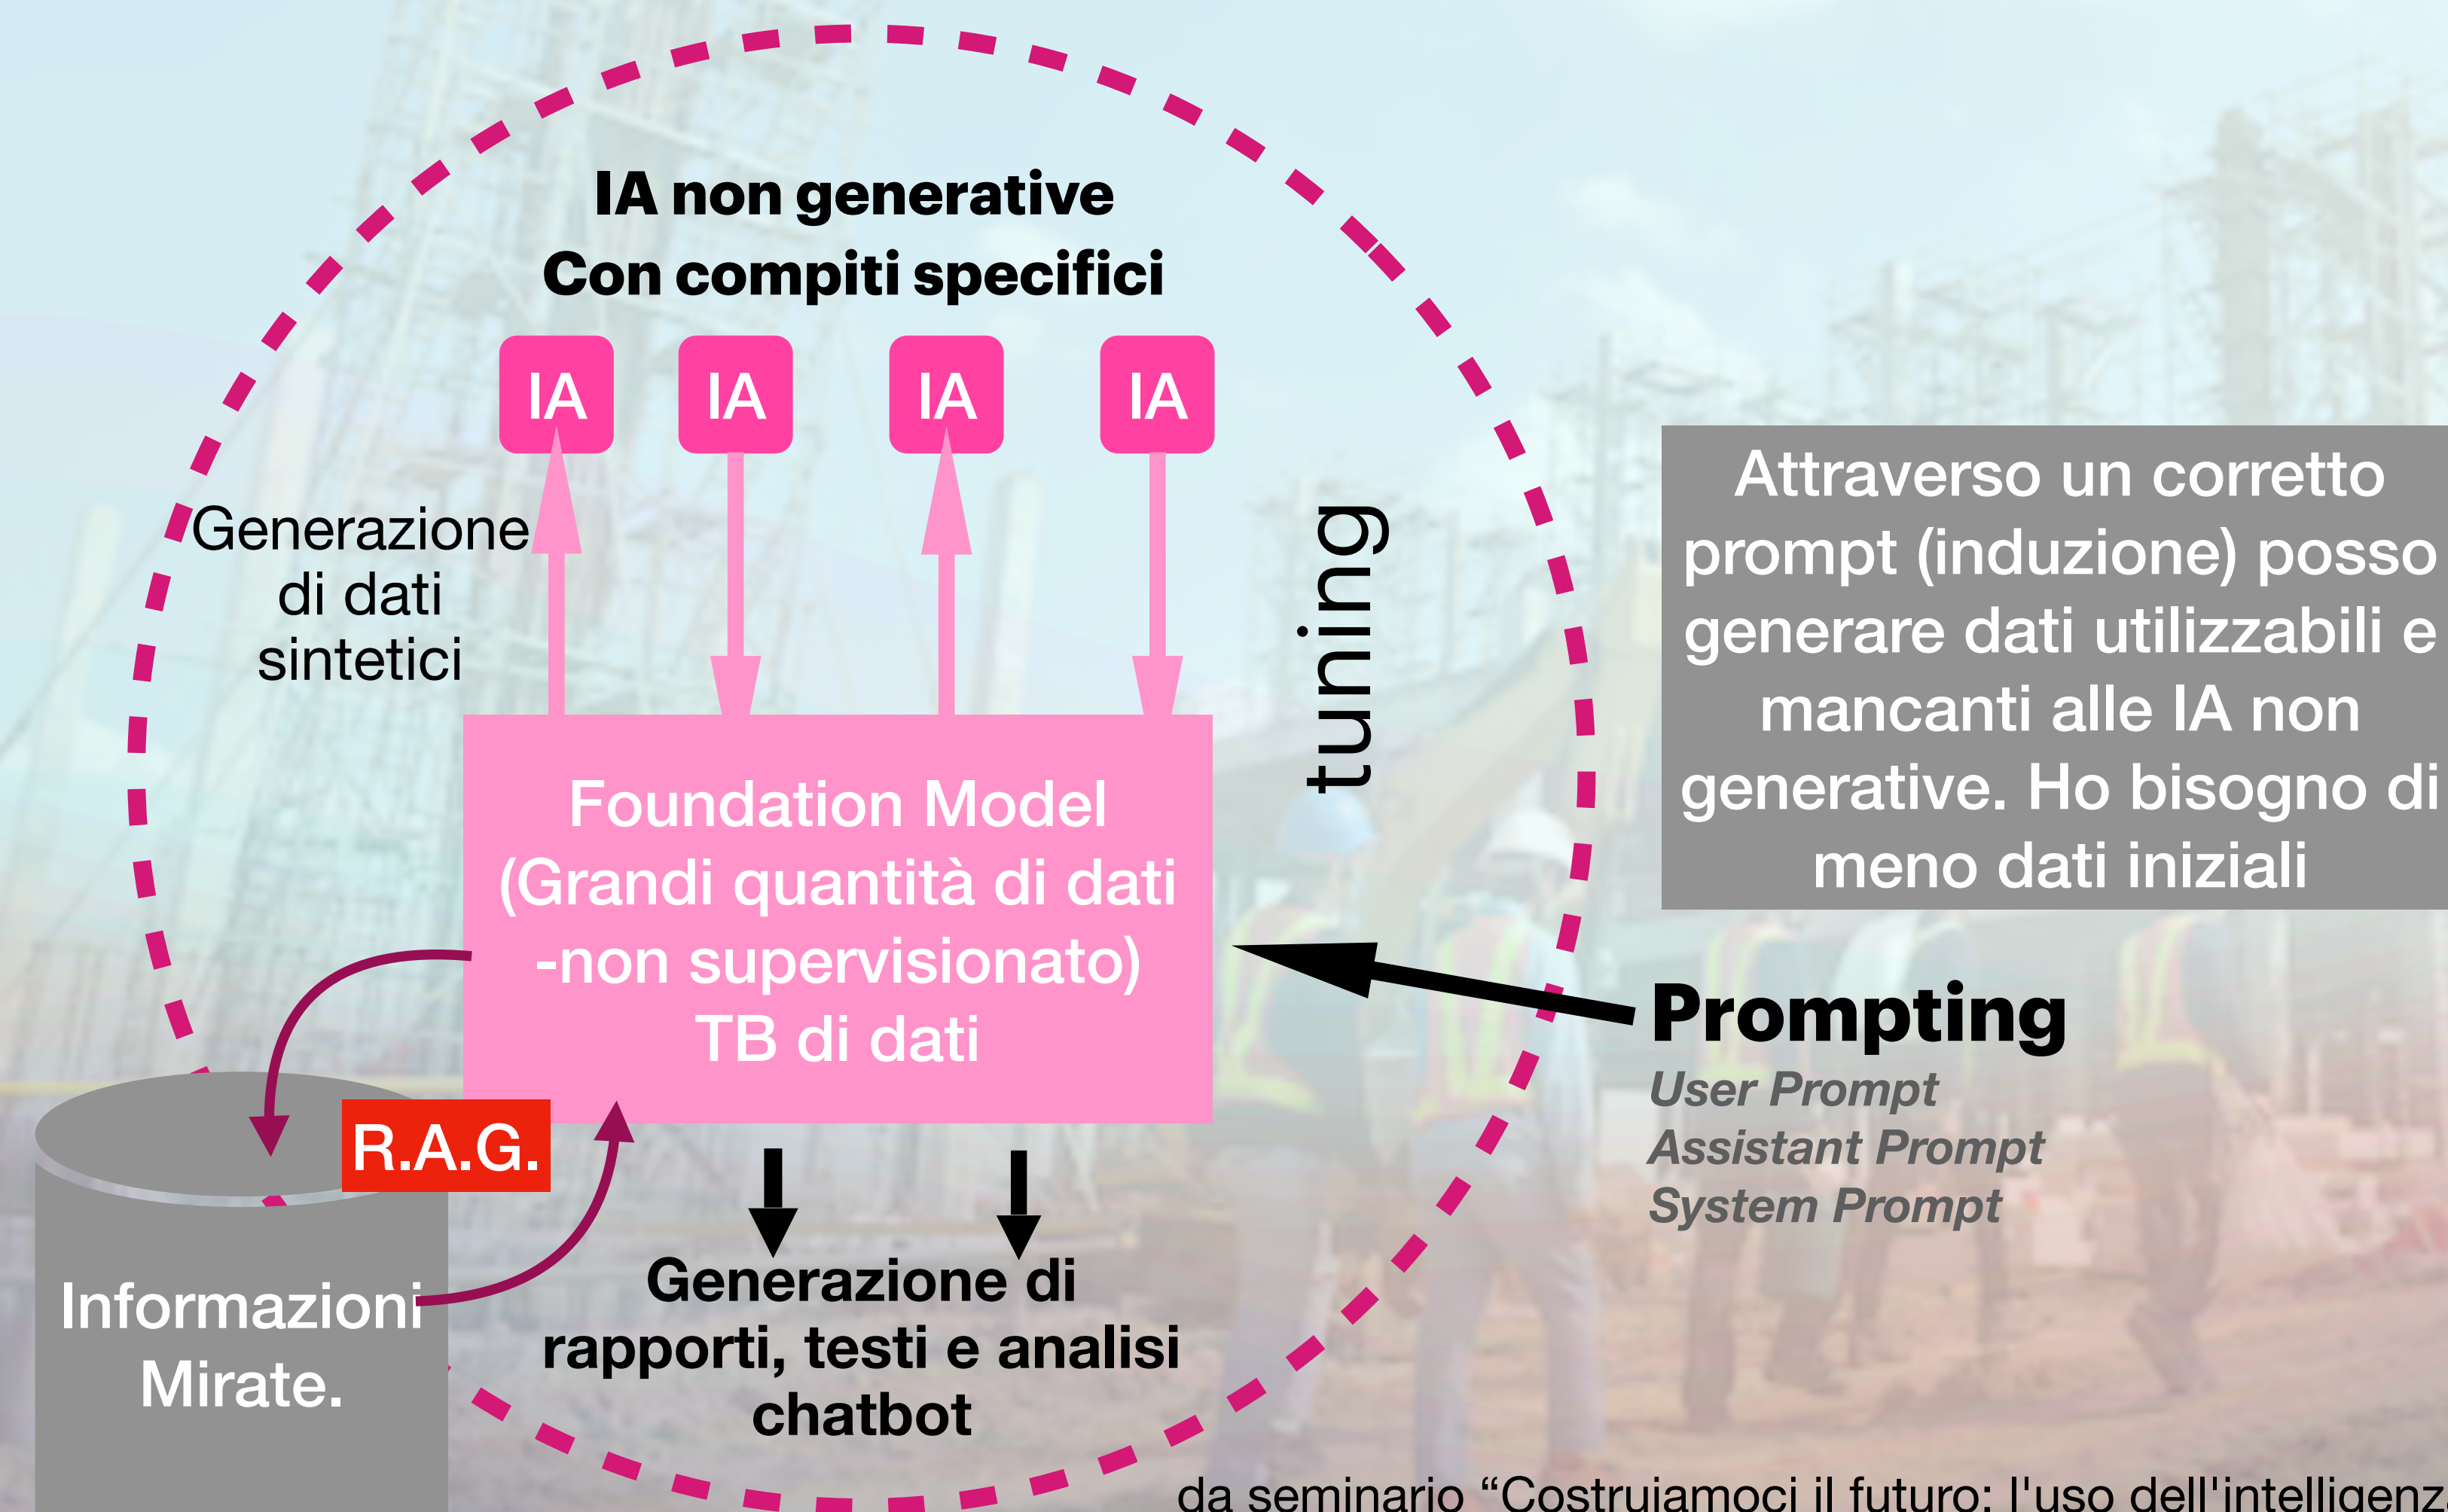 IA non generative
Con compiti specifici
IA
IA
IA
IA
Generazione
di dati
sintetici
tuning
Foundation Model
(Grandi quantità di dati
-non supervisionato)
TB di dati
Attraverso un corretto
prompt (induzione) posso
generare dati utilizzabili e
mancanti alle IA non
generative. Ho bisogno di
meno dati iniziali
Prompting
User Prompt
Assistant Prompt
System Prompt
R.A.G.
Informazioni
Mirate.
Generazione di
rapporti, testi e analisi
chatbot
da seminario “Costruiamoci il futuro: l'uso